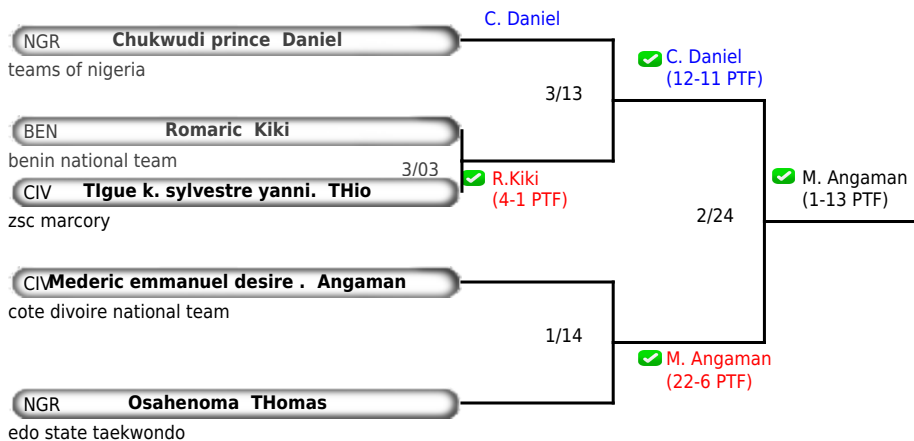 C. Daniel
NGR Chukwudi prince Daniel
teams of nigeria
C. Daniel
(12-11 PTF)
3/13
BEN Romaric Kiki
benin national team
3/03
R.Kiki
(4-1 PTF)
CIV TIgue k. sylvestre yanni. THio
zsc marcory
M. Angaman
(1-13 PTF)
2/24
CIV Mederic emmanuel desire . Angaman
cote divoire national team
1/14
M. Angaman
(22-6 PTF)
NGR Osahenoma THomas
edo state taekwondo